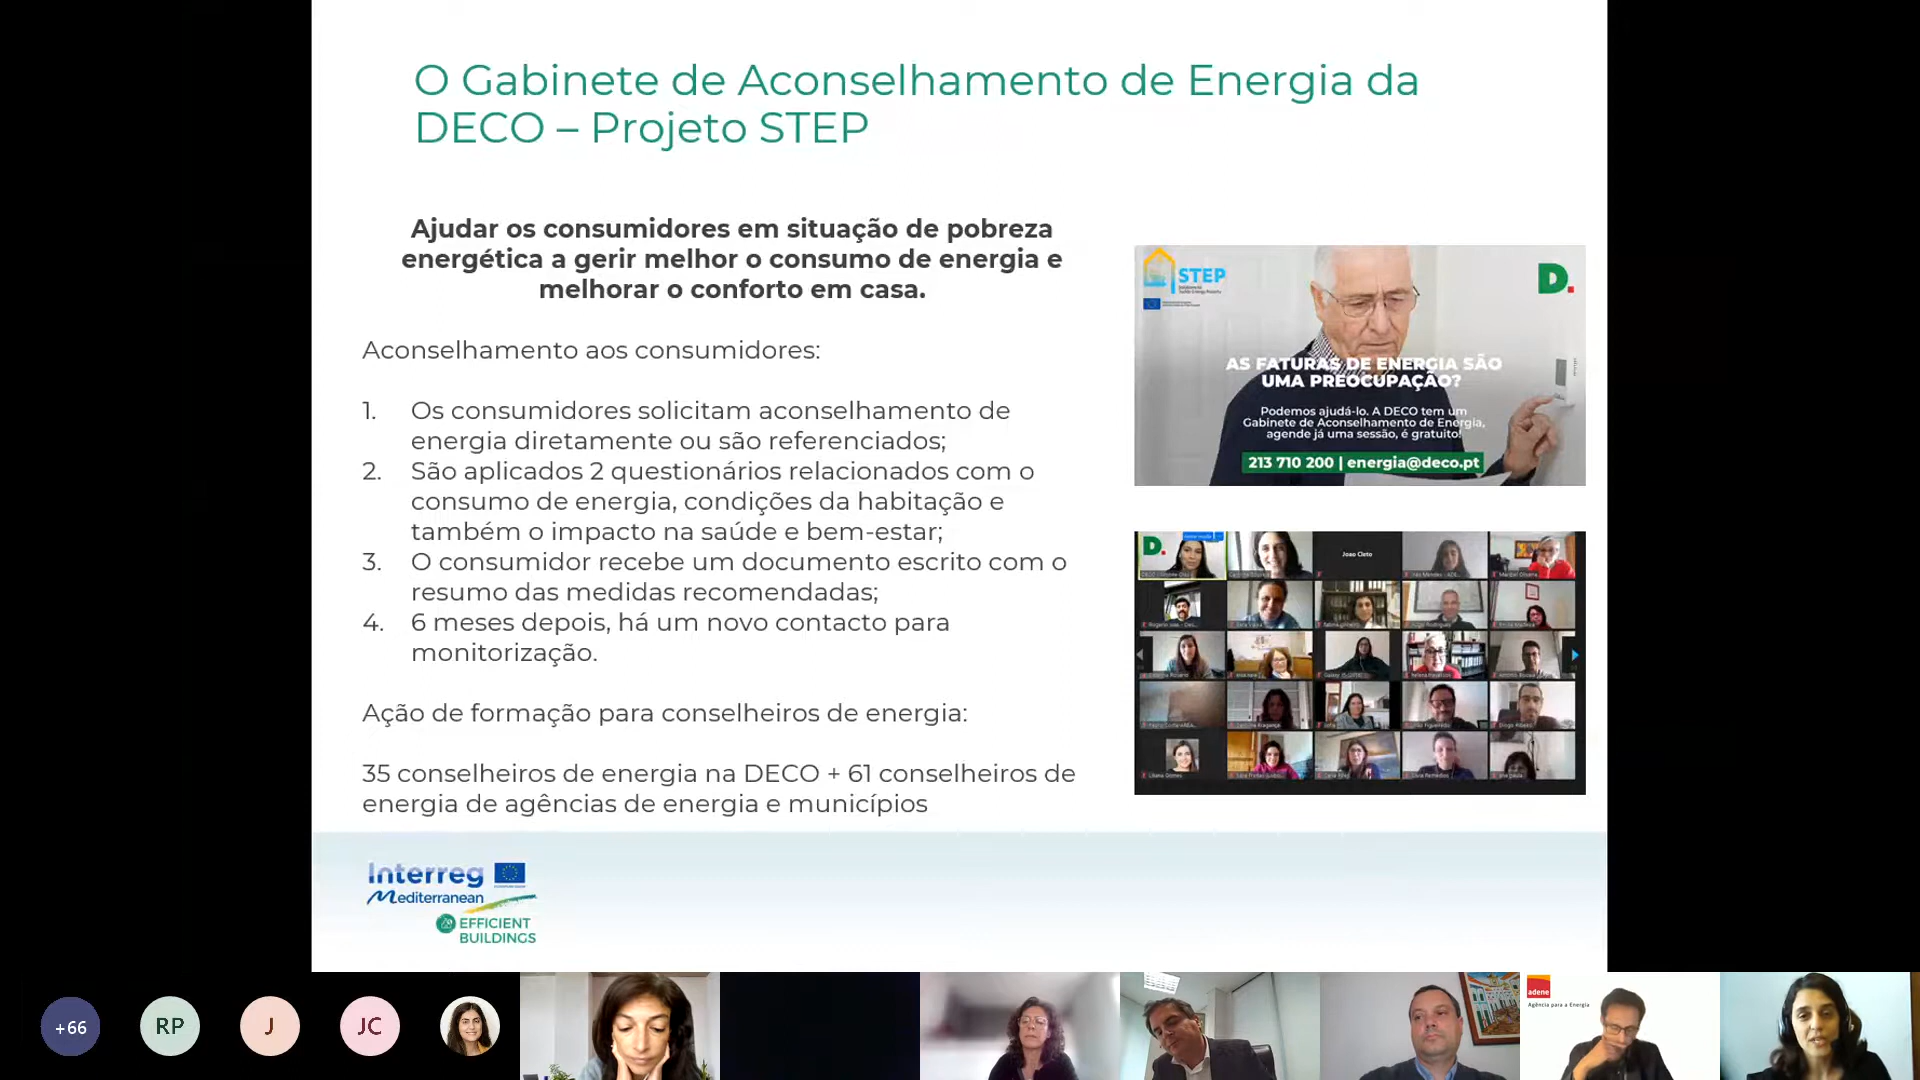 O Gabinete de Aconselhamento de Energia da
DECO – Projeto STEP
Ajudar os consumidores em situação de pobreza
energética a gerir melhor o consumo de energia e
melhorar o conforto em casa.
Aconselhamento aos consumidores:
1. Os consumidores solicitam aconselhamento de
energia diretamente ou são referenciados;
2. São aplicados 2 questionários relacionados com o
consumo de energia, condições da habitação e
também o impacto na saúde e bem-estar;
3. O consumidor recebe um documento escrito com o
resumo das medidas recomendadas;
4. 6 meses depois, há um novo contacto para
monitorização.
Ação de formação para conselheiros de energia:
35 conselheiros de energia na DECO + 61 conselheiros de
energia de agências de energia e municípios
STEP
D.
AS FATURAS DE ENERGIA SÃO
UMA PREOCUPAÇÃO?
Podemos ajudá-lo. A DECO tem um
Gabinete de Aconselhamento de Energia,
agende já uma sessão, é gratuito!
213 710 200 | energia@deco.pt
D.
Joao Cleto
Interreg
Mediterranean
EFFICIENT
BUILDINGS
+66
RP
J
JC
adene
Agência para a Energia